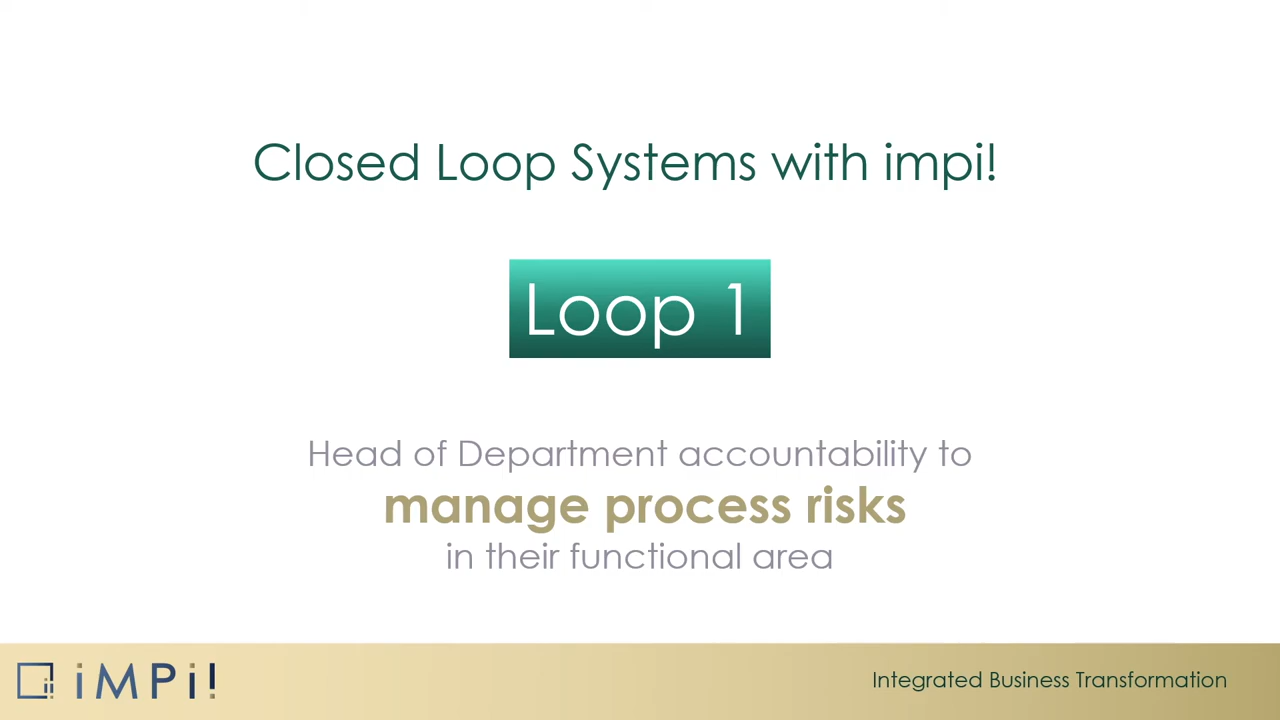 Closed Loop Systems with impi!
Loop 1
Head of Department accountability to
manage process risks
in their functional area
iMPi!
Integrated Business Transformation